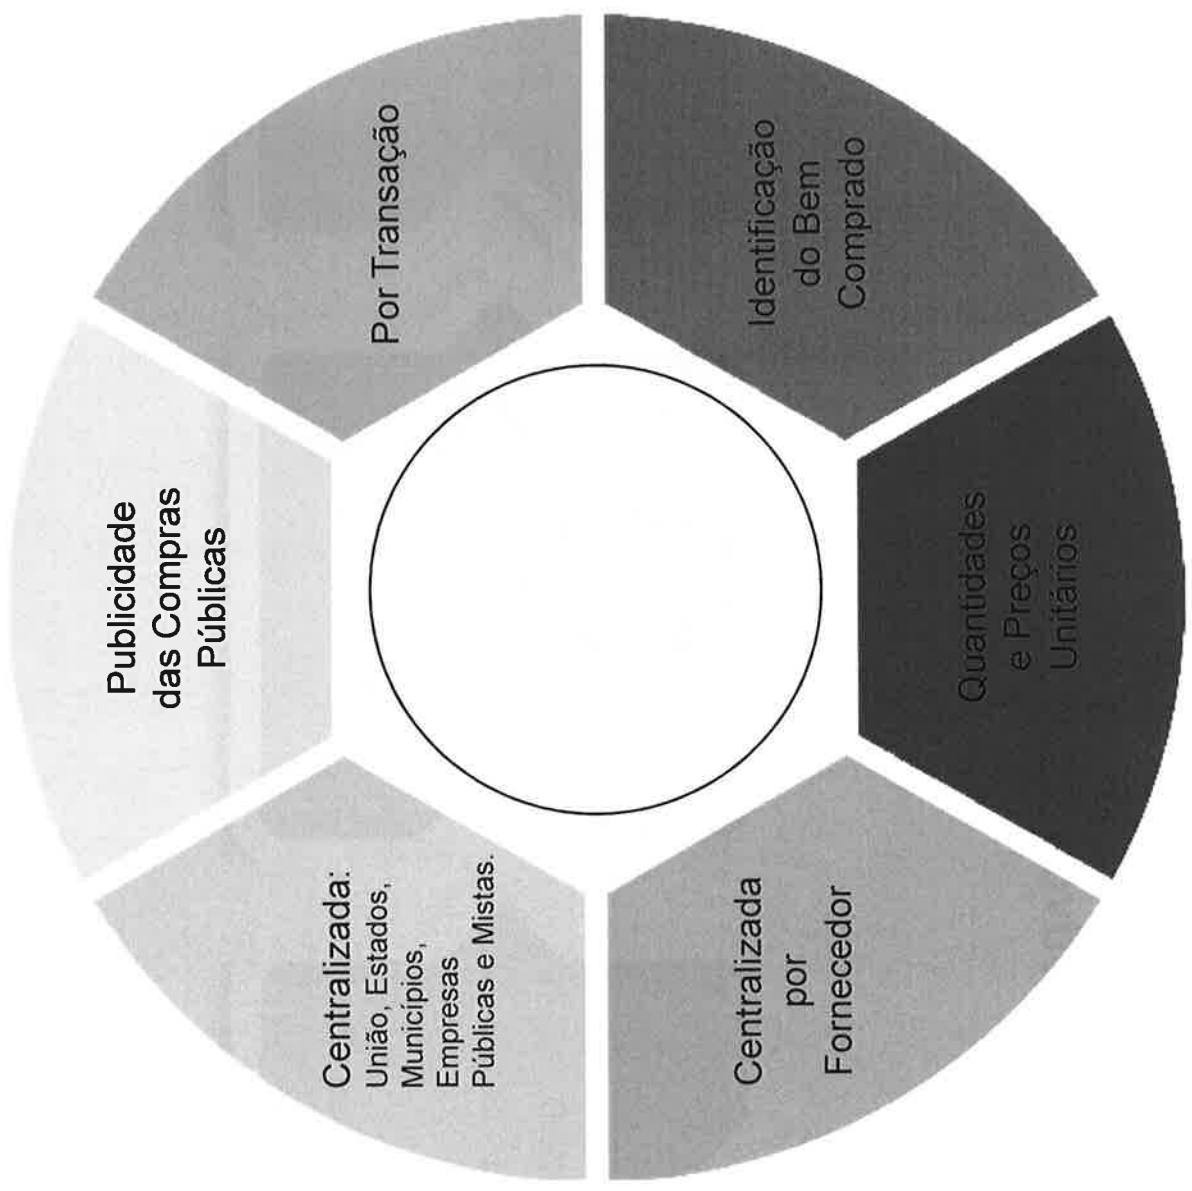 Publicidade
das Compras
Públicas
Por Transação
Identificação
do Bem
Comprado
Quantidades
e Preços
Unitários
Centralizada
por
Fornecedor
Centralizada:
União, Estados,
Municípios,
Empresas
Públicas e Mistas.